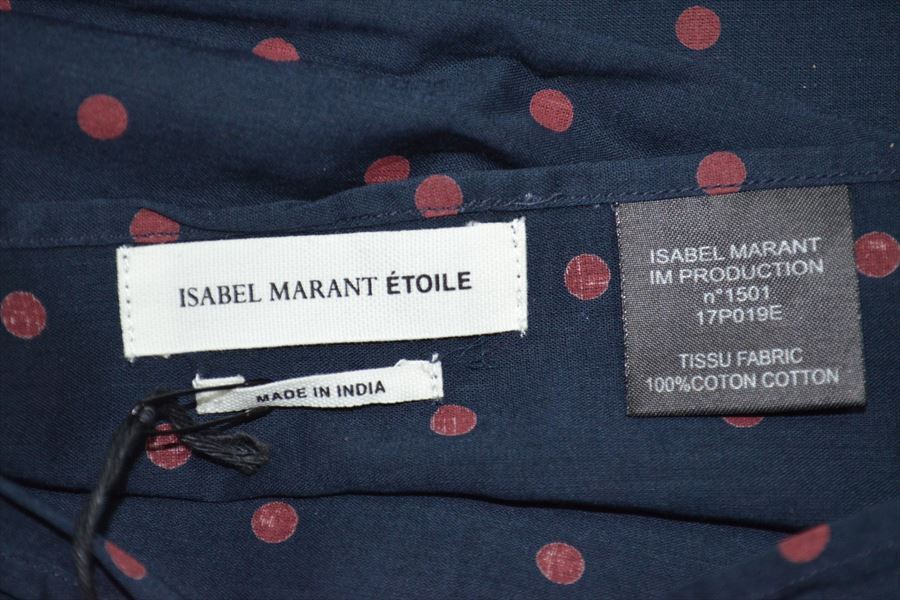 ISABEL MARANT ÉTOILE
MADE IN INDIA
ISABEL MARANT
IM PRODUCTION
n°1501
17P019E
TISSU FABRIC
100%COTON COTTON